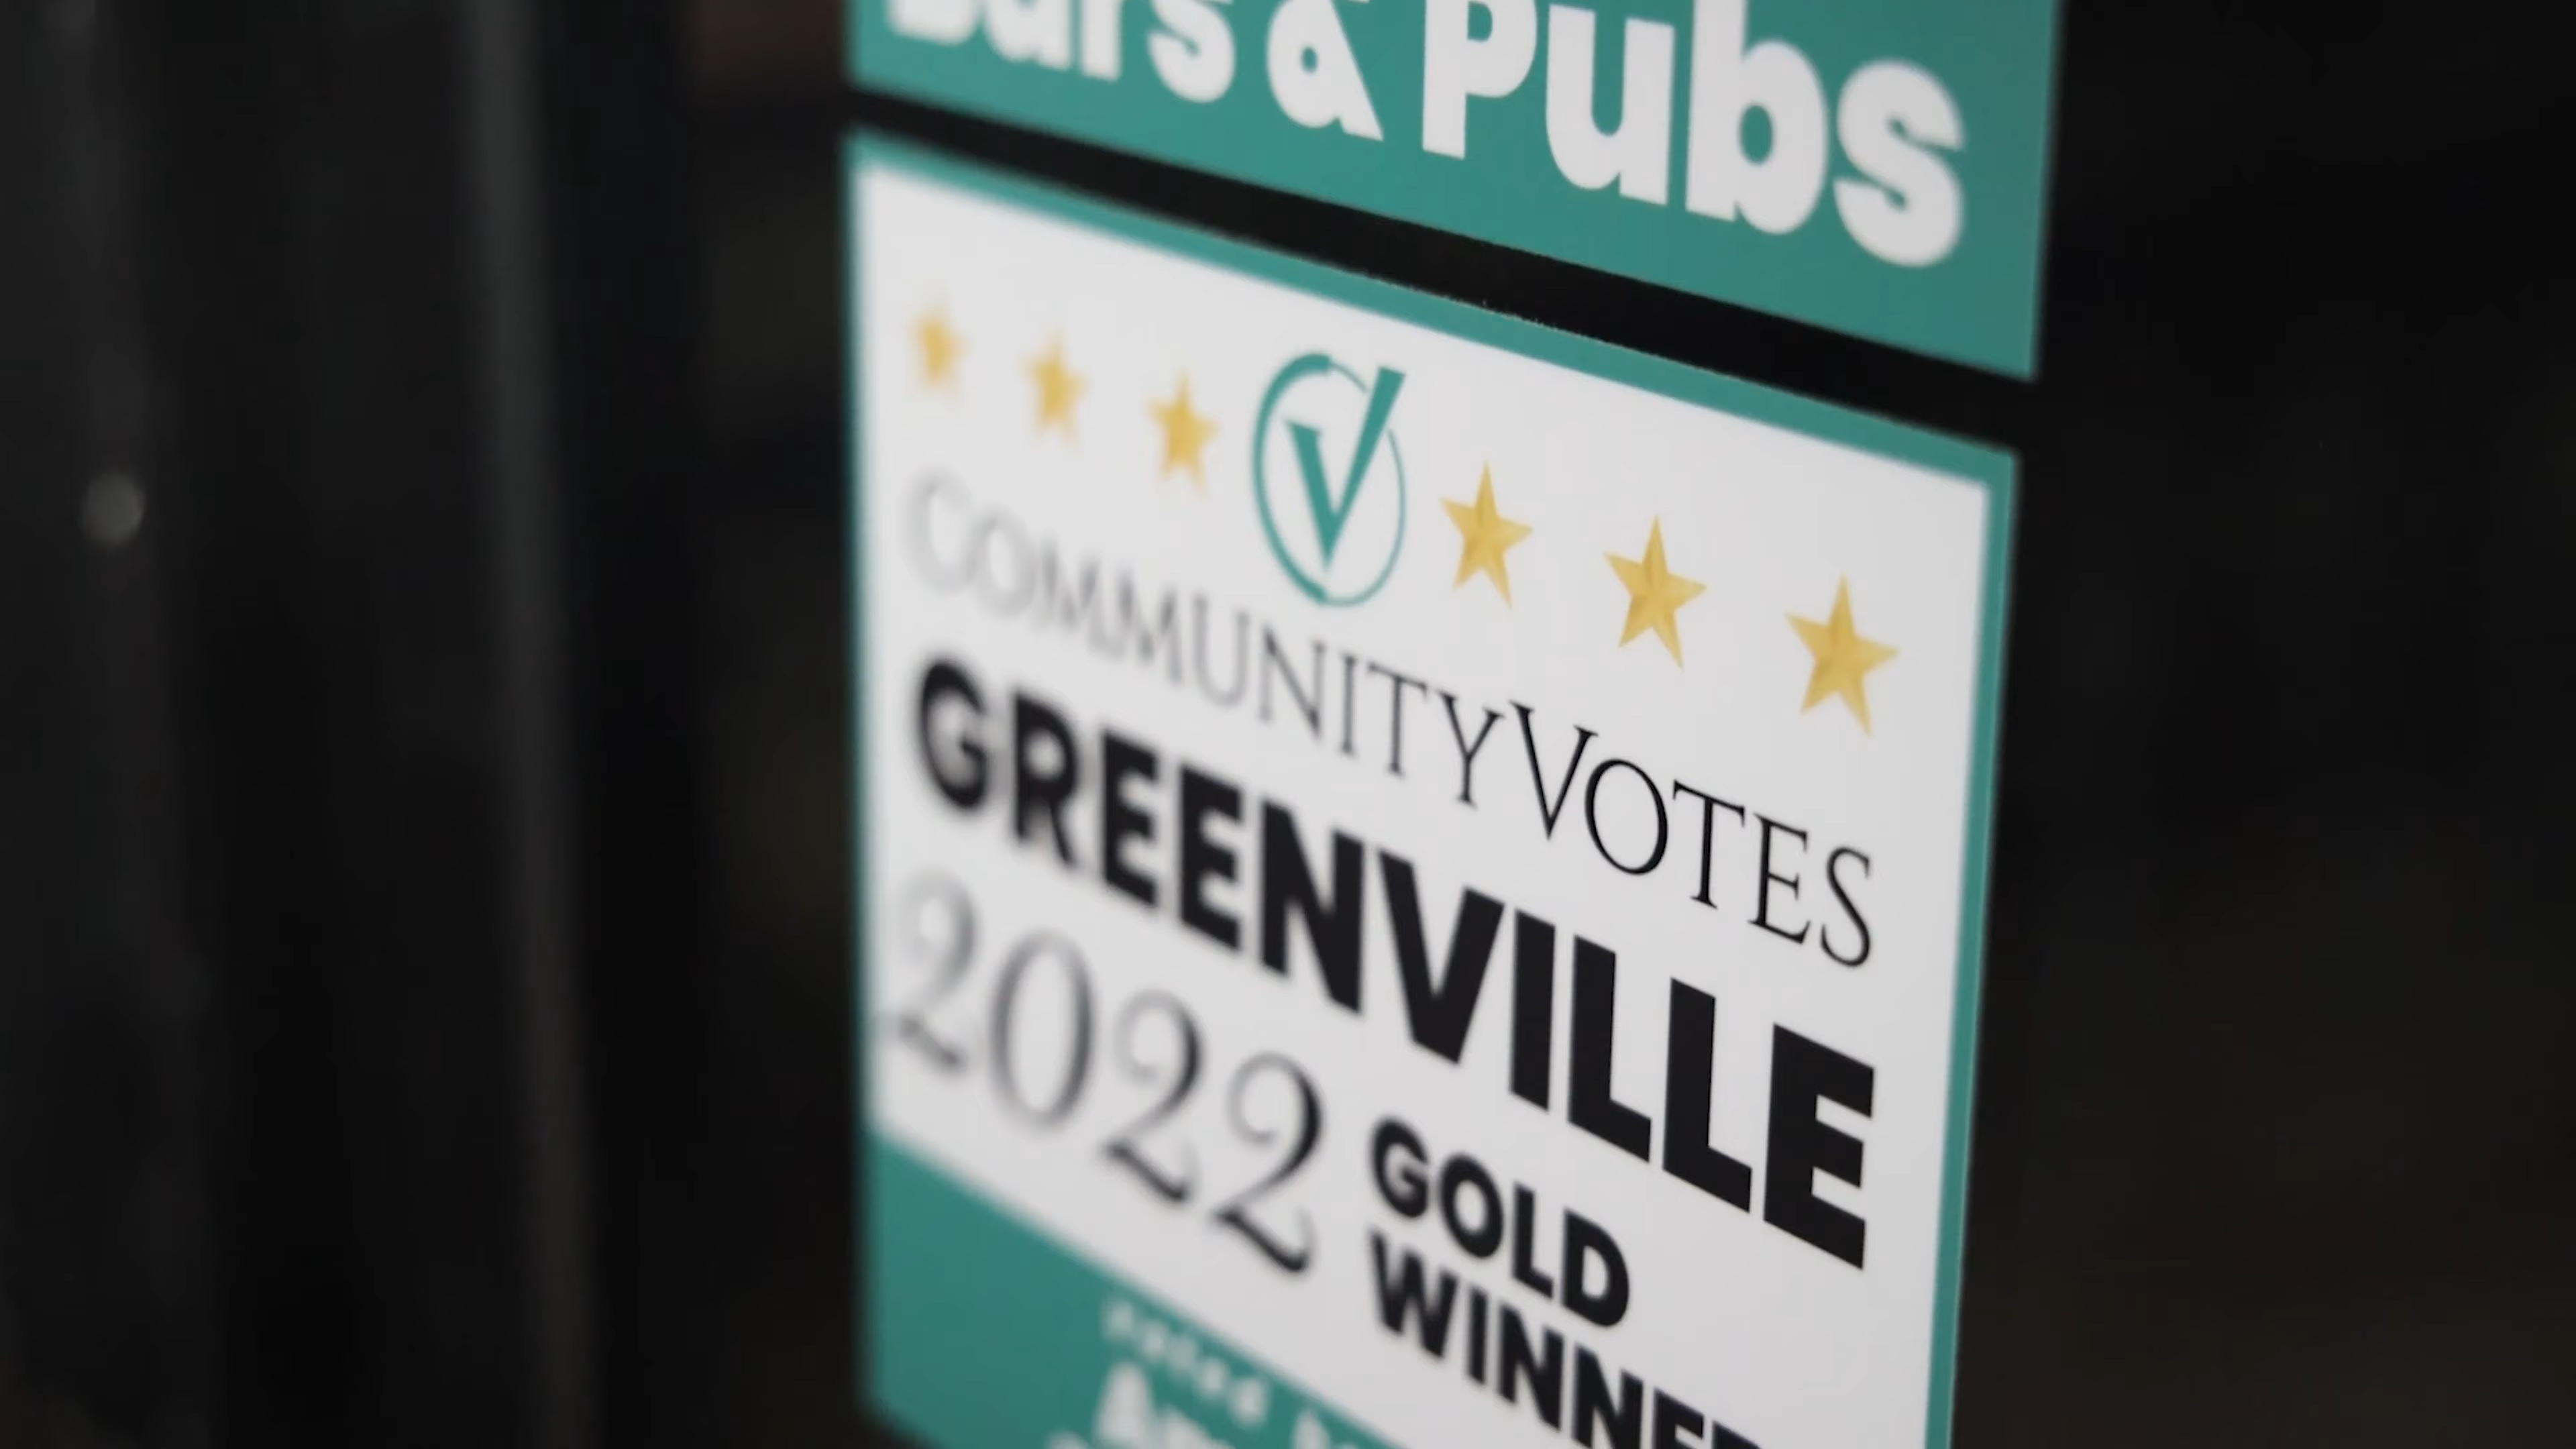 Bars & Pubs
COMMUNITYVOTES
GREENVILLE
2022 GOLD
WINNER